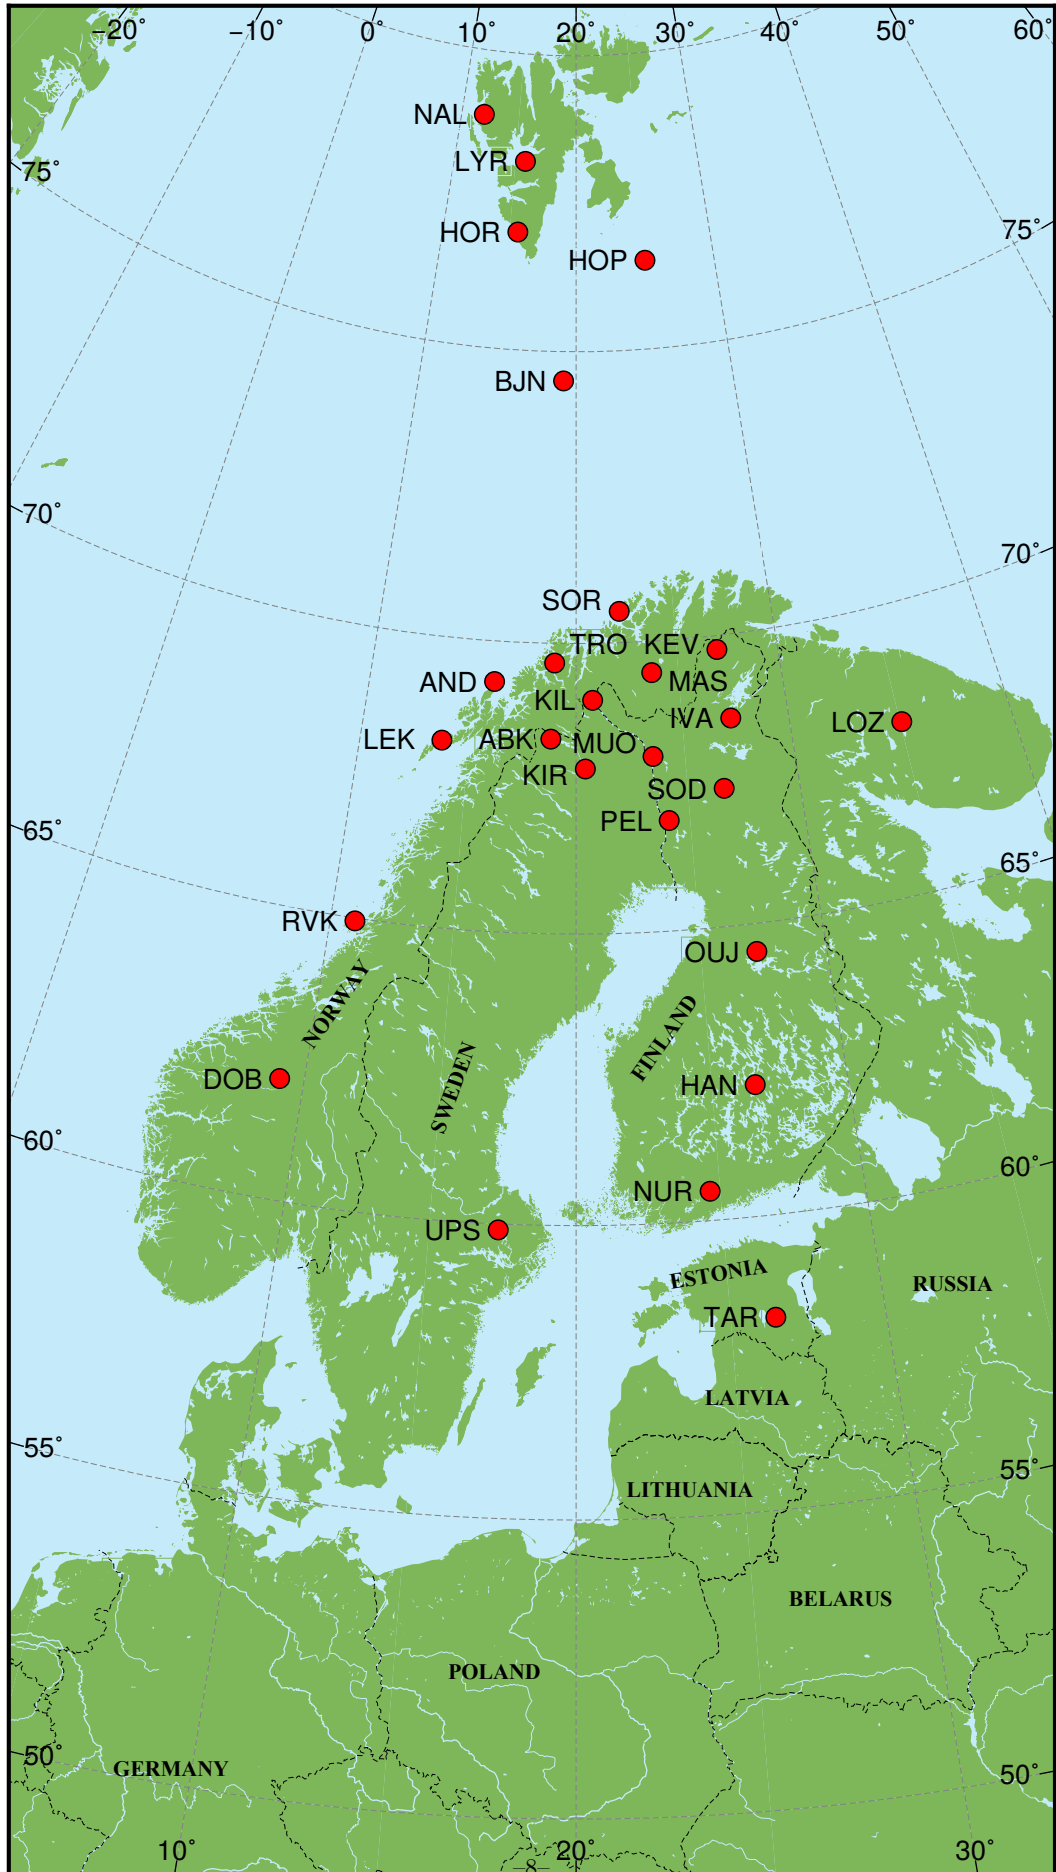 −20˚ −10˚ 0˚ 10˚ 20˚ 30˚ 40˚ 50˚ 60˚
NAL
LYR
75˚
75˚
HOR
HOP
BJN
70˚
70˚
SOR
TRO KEV
AND MAS
KIL
IVA LOZ
LEK ABK MUO
KIR
SOD
PEL
65˚
65˚
RVK
OUJ
NORWAY
FINLAND
DOB
SWEDEN
HAN
60˚
60˚
NUR
UPS
ESTONIA
RUSSIA
TAR
LATVIA
55˚
55˚
LITHUANIA
BELARUS
POLAND
50˚
GERMANY
50˚
10˚ 20˚ 30˚
−8−